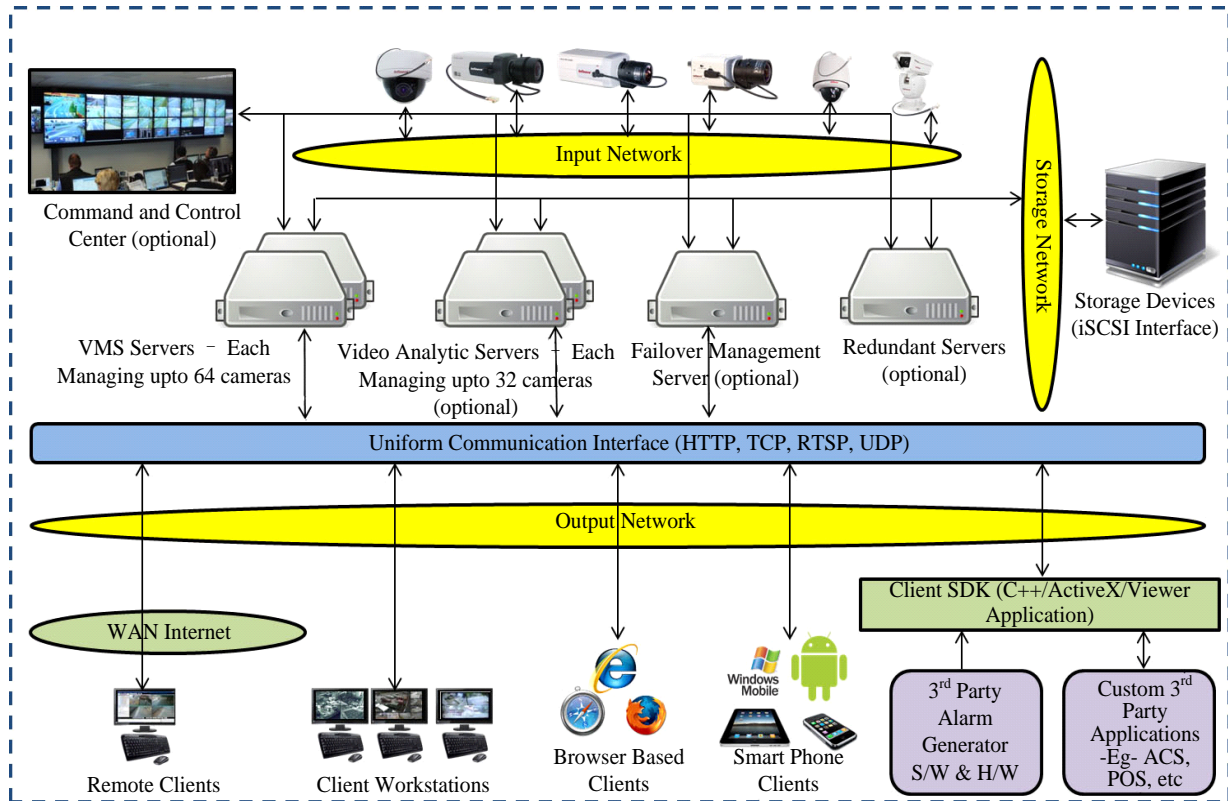 Input Network
Command and Control
Center (optional)
Storage Network
Storage Devices
(iSCSI Interface)
VMS Servers – Each
Managing upto 64 cameras
Video Analytic Servers – Each
Managing upto 32 cameras
(optional)
Failover Management
Server (optional)
Redundant Servers
(optional)
Uniform Communication Interface (HTTP, TCP, RTSP, UDP)
Output Network
WAN Internet
Client SDK (C++/ActiveX/Viewer
Application)
Remote Clients
Client Workstations
Browser Based
Clients
Windows
Mobile
Smart Phone
Clients
3rd Party
Alarm
Generator
S/W & H/W
Custom 3rd
Party
Applications
-Eg- ACS,
POS, etc